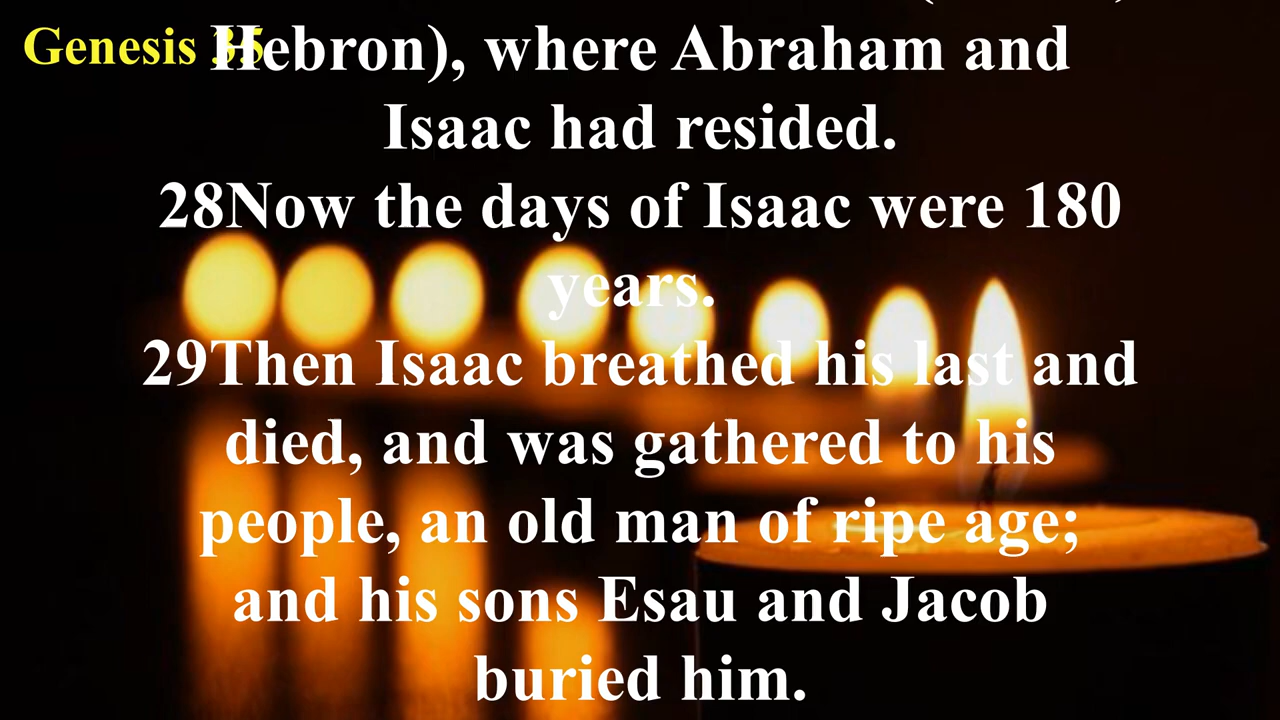 Genesis 35
Hebron), where Abraham and
Isaac had resided.
28Now the days of Isaac were 180
years.
29Then Isaac breathed his last and
died, and was gathered to his
people, an old man of ripe age;
and his sons Esau and Jacob
buried him.